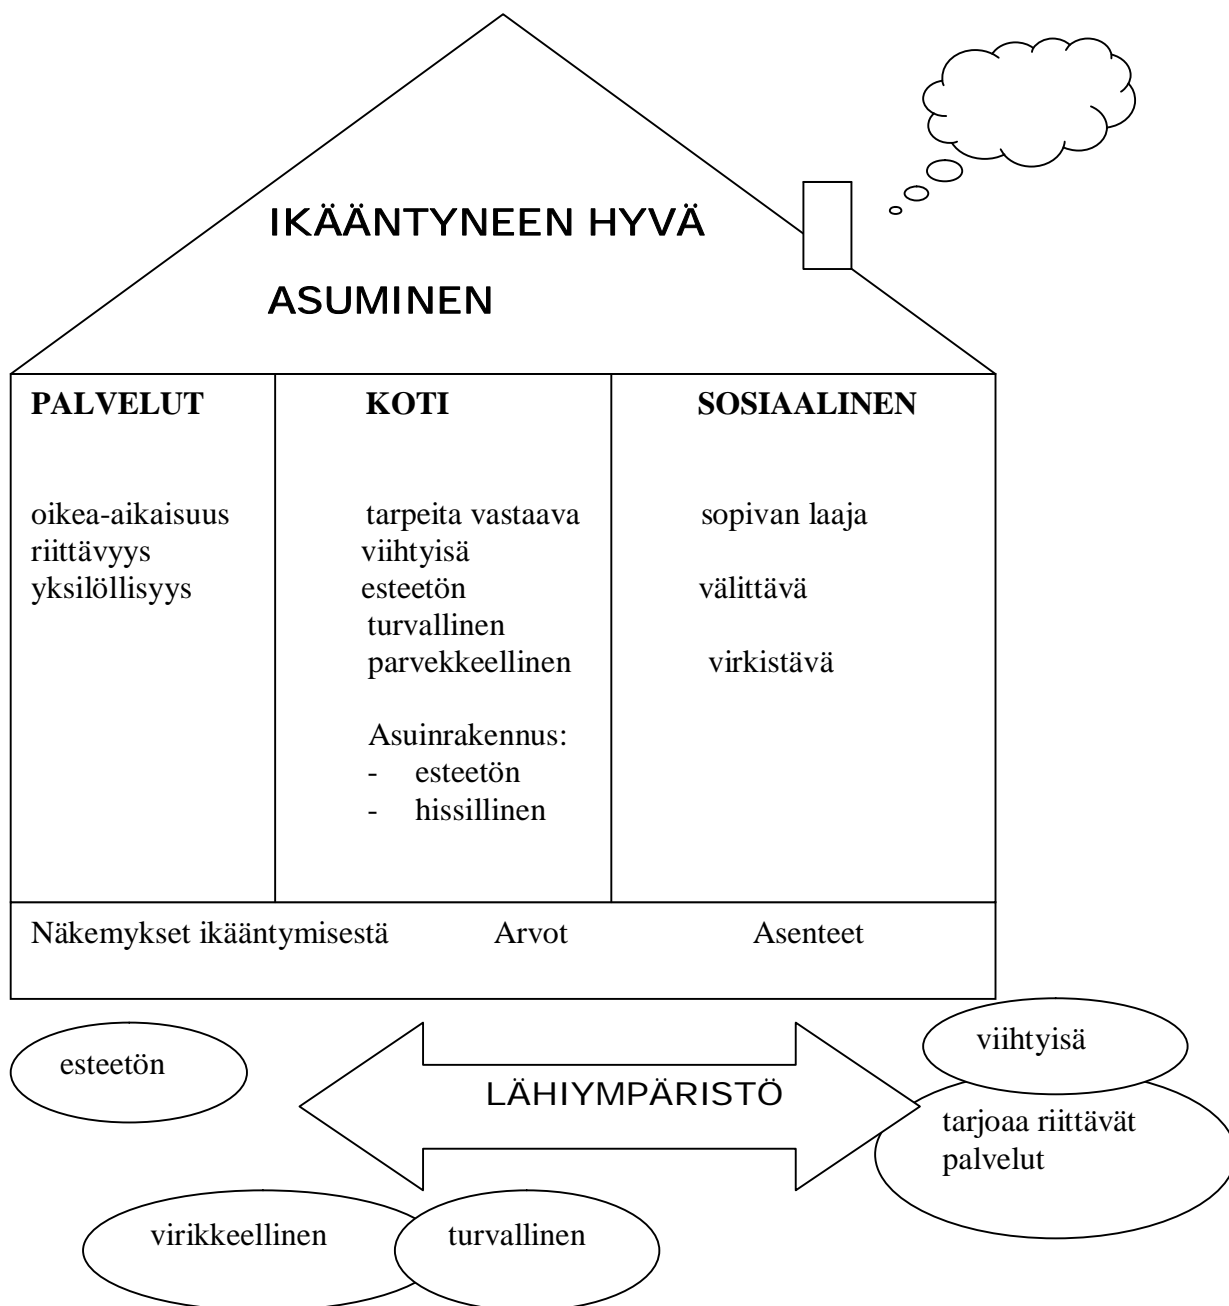 IKÄÄNTYNEEN HYVÄ
ASUMINEN
PALVELUT
oikea-aikaisuus
riittävyys
yksilöllisyys
KOTI
tarpeita vastaava
viihtyisä
esteetön
turvallinen
parvekkeellinen
Asuinrakennus:
- esteetön
- hissillinen
SOSIAALINEN
sopivan laaja
välittävä
virkistävä
Näkemykset ikääntymisestä Arvot Asenteet
esteetön
LÄHIYMPÄRISTÖ
viihtyisä
tarjoaa riittävät
palvelut
virikkeellinen
turvallinen